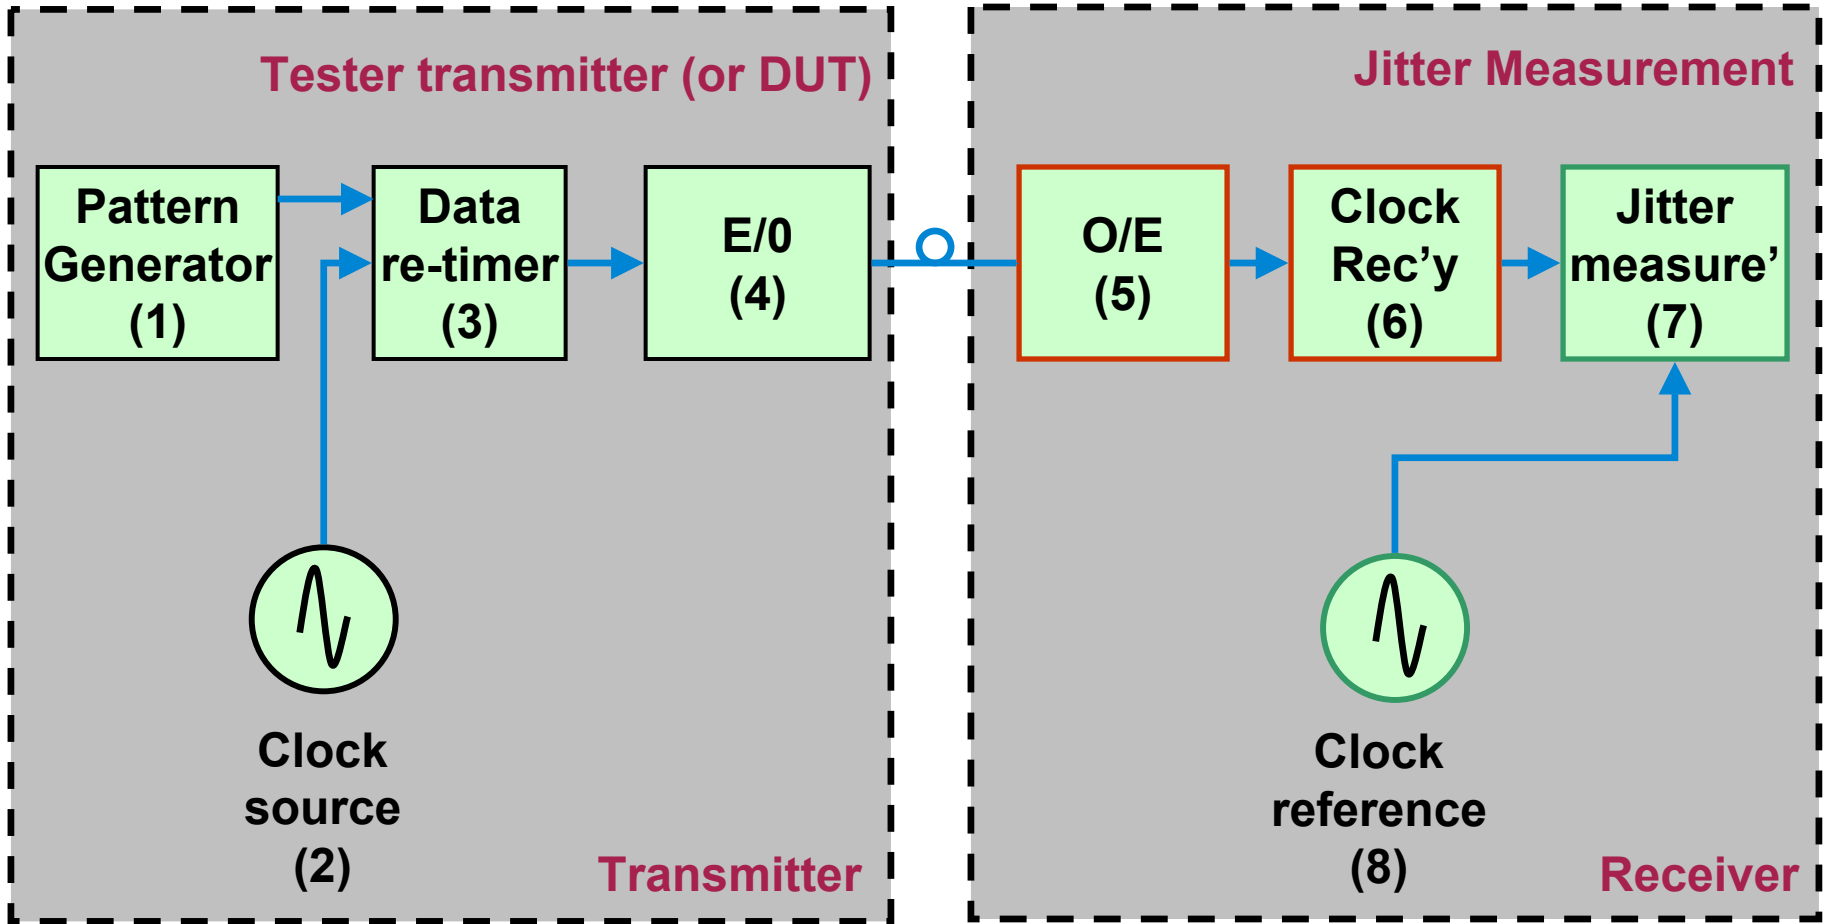 Tester transmitter (or DUT)
Pattern
Generator
(1)
Data
re-timer
(3)
E/0
(4)
Clock
source
(2)
Transmitter
Jitter Measurement
O/E
(5)
Clock
Rec’y
(6)
Jitter
measure’
(7)
Clock
reference
(8)
Receiver